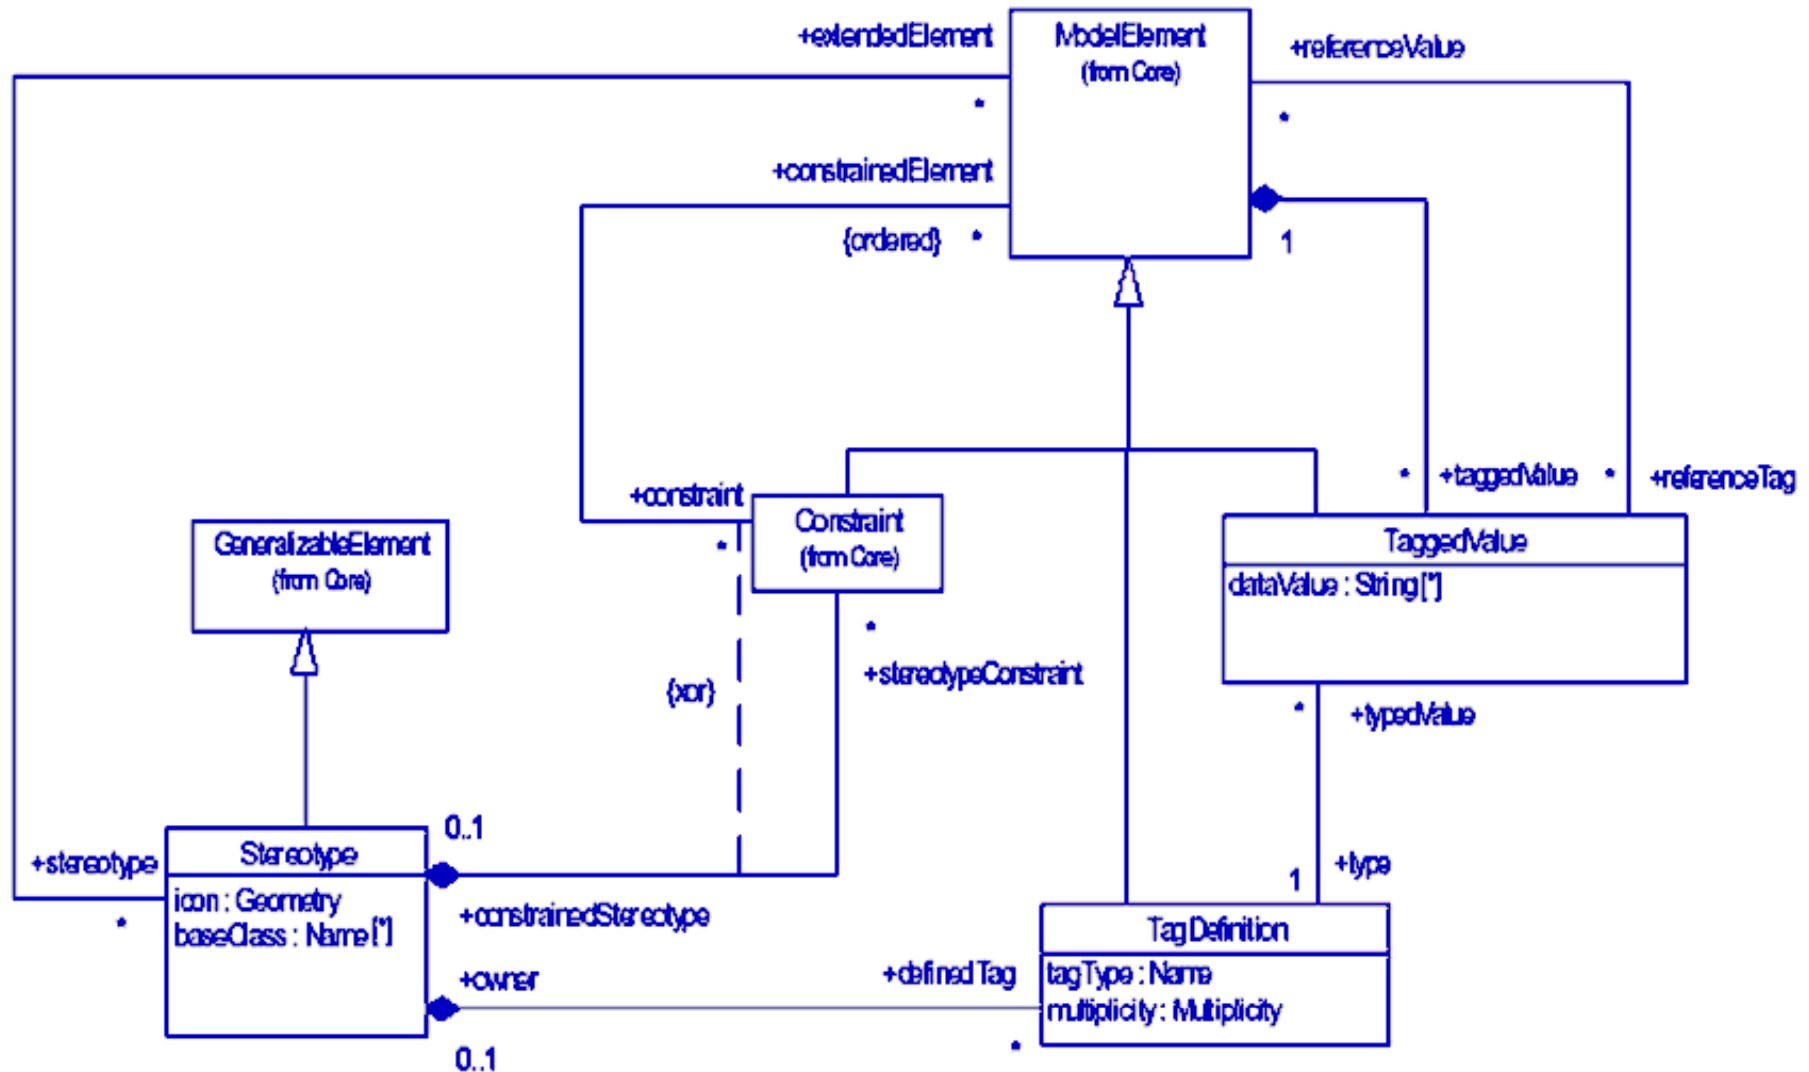 +extendedElement
ModelElement
(from Core)
+referenceValue
*
*
+constrainedElement
{ordered} *
1
+constraint
*
Constraint
(from Core)
* +taggedValue
* +referenceTag
GeneralizableElement
(from Core)
TaggedValue
dataValue : String [*]
*
+stereotypeConstraint
{xor}
* +typedValue
0..1
+stereotype
*
Stereotype
icon : Geometry
baseClass : Name [*]
+constrainedStereotype
1 +type
+owner
0..1
+definedTag
*
TagDefinition
tagType : Name
multiplicity : Multiplicity